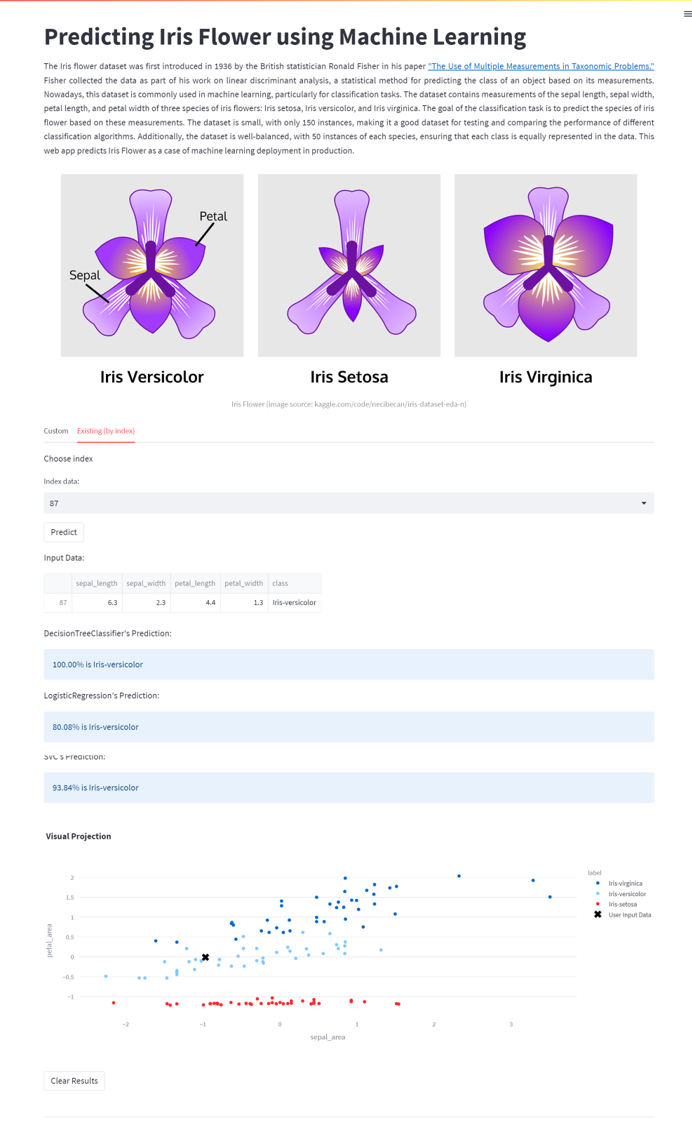 Predicting Iris Flower using Machine Learning
The Iris flower dataset was first introduced in 1936 by the British statistician Ronald Fisher in his paper "The Use of Multiple Measurements in Taxonomic Problems."
Fisher collected the data as part of his work on linear discriminant analysis, a statistical method for predicting the class of an object based on its measurements.
Nowadays, this dataset is commonly used in machine learning, particularly for classification tasks. The dataset contains measurements of the sepal length, sepal width,
petal length, and petal width of three species of iris flowers: Iris setosa, Iris versicolor, and Iris virginica. The goal of the classification task is to predict the species of iris
flower based on these measurements. The dataset is small, with only 150 instances, making it a good dataset for testing and comparing the performance of different
classification algorithms. Additionally, the dataset is well-balanced, with 50 instances of each species, ensuring that each class is equally represented in the data. This
web app predicts Iris Flower as a case of machine learning deployment in production.
Petal
Sepal
Iris Versicolor Iris Setosa Iris Virginica
Iris Flower (image source: kaggle.com/code/necibecan/iris-dataset-eda-n)
Custom Existing (by index)
Choose index
Index data:
87
Predict
Input Data:
sepal_length sepal_width petal_length petal_width class
87 6.3 2.3 4.4 1.3 Iris-versicolor
DecisionTreeClassifier's Prediction:
100.00% is Iris-versicolor
LogisticRegression's Prediction:
80.08% is Iris-versicolor
SVC's Prediction:
93.84% is Iris-versicolor
Visual Projection
label
Iris-virginica
Iris-versicolor
Iris-setosa
User Input Data
petal_area
2
1.5
1
0.5
0
−0.5
−1
−2 −1 0 1 2 3
sepal_area
Clear Results